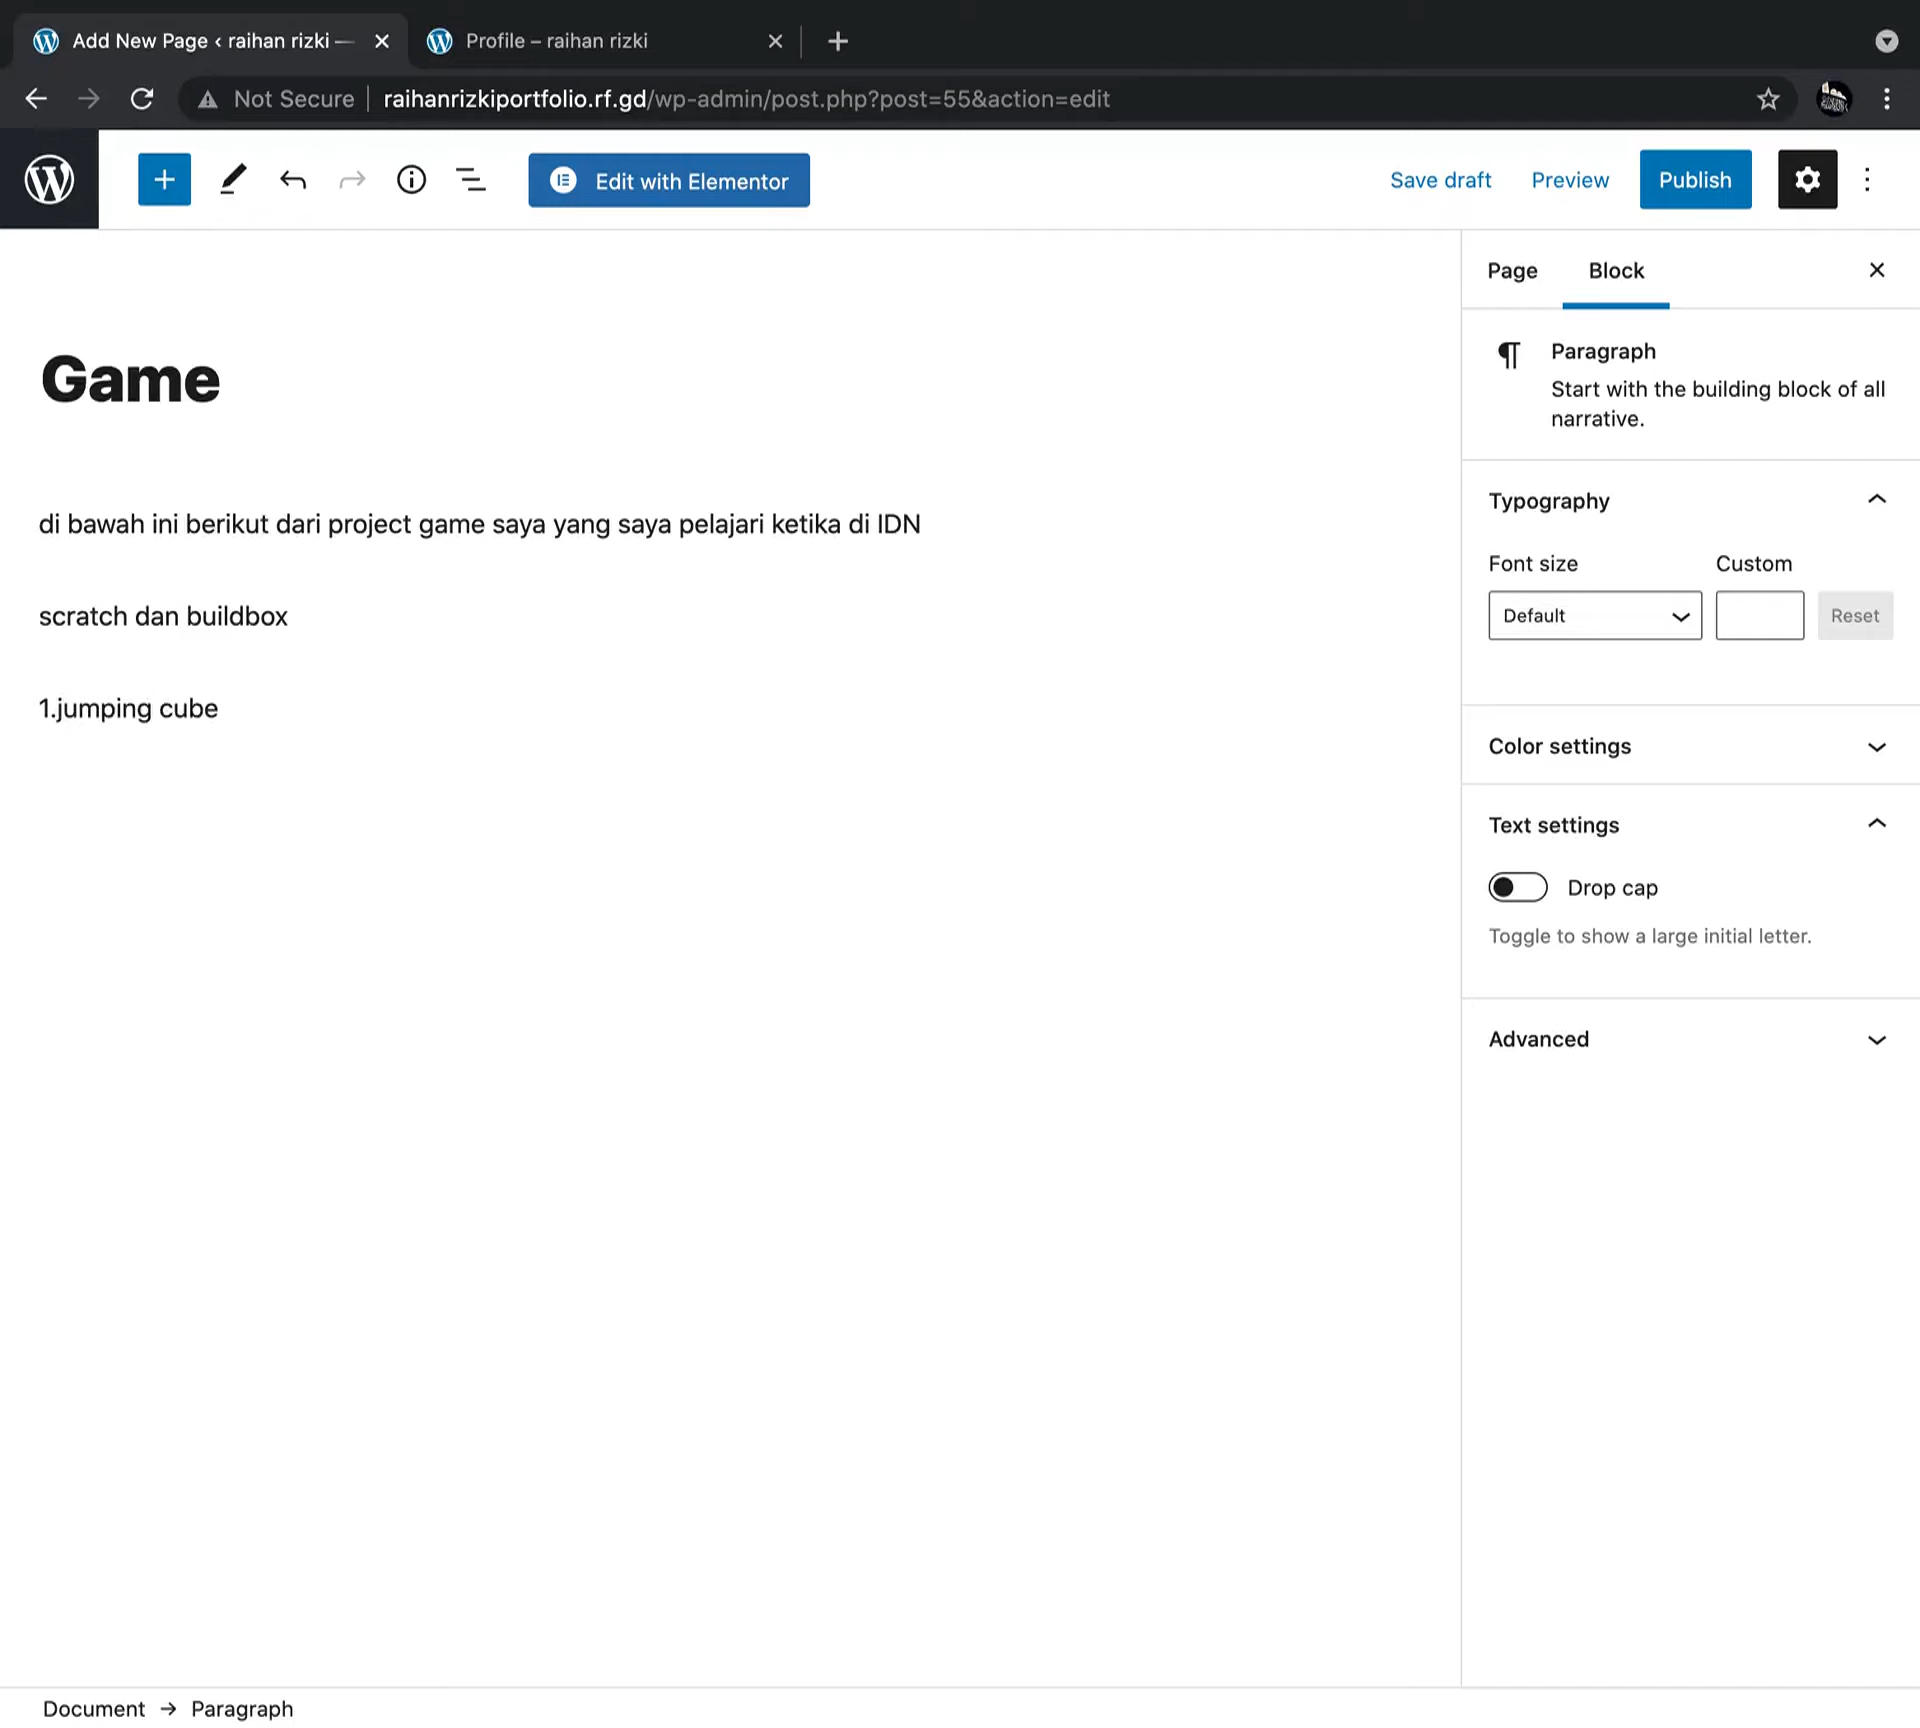 Add New Page ‹ raihan rizki —
Profile – raihan rizki
Not Secure
raihanrizkiportfolio.rf.gd/wp-admin/post.php?post=55&action=edit
Edit with Elementor
Save draft
Preview
Publish
Page
Block
Game
Paragraph
Start with the building block of all
narrative.
Typography
di bawah ini berikut dari project game saya yang saya pelajari ketika di IDN
Font size
Custom
scratch dan buildbox
Default
Reset
1.jumping cube
Color settings
Text settings
Drop cap
Toggle to show a large initial letter.
Advanced
Document → Paragraph